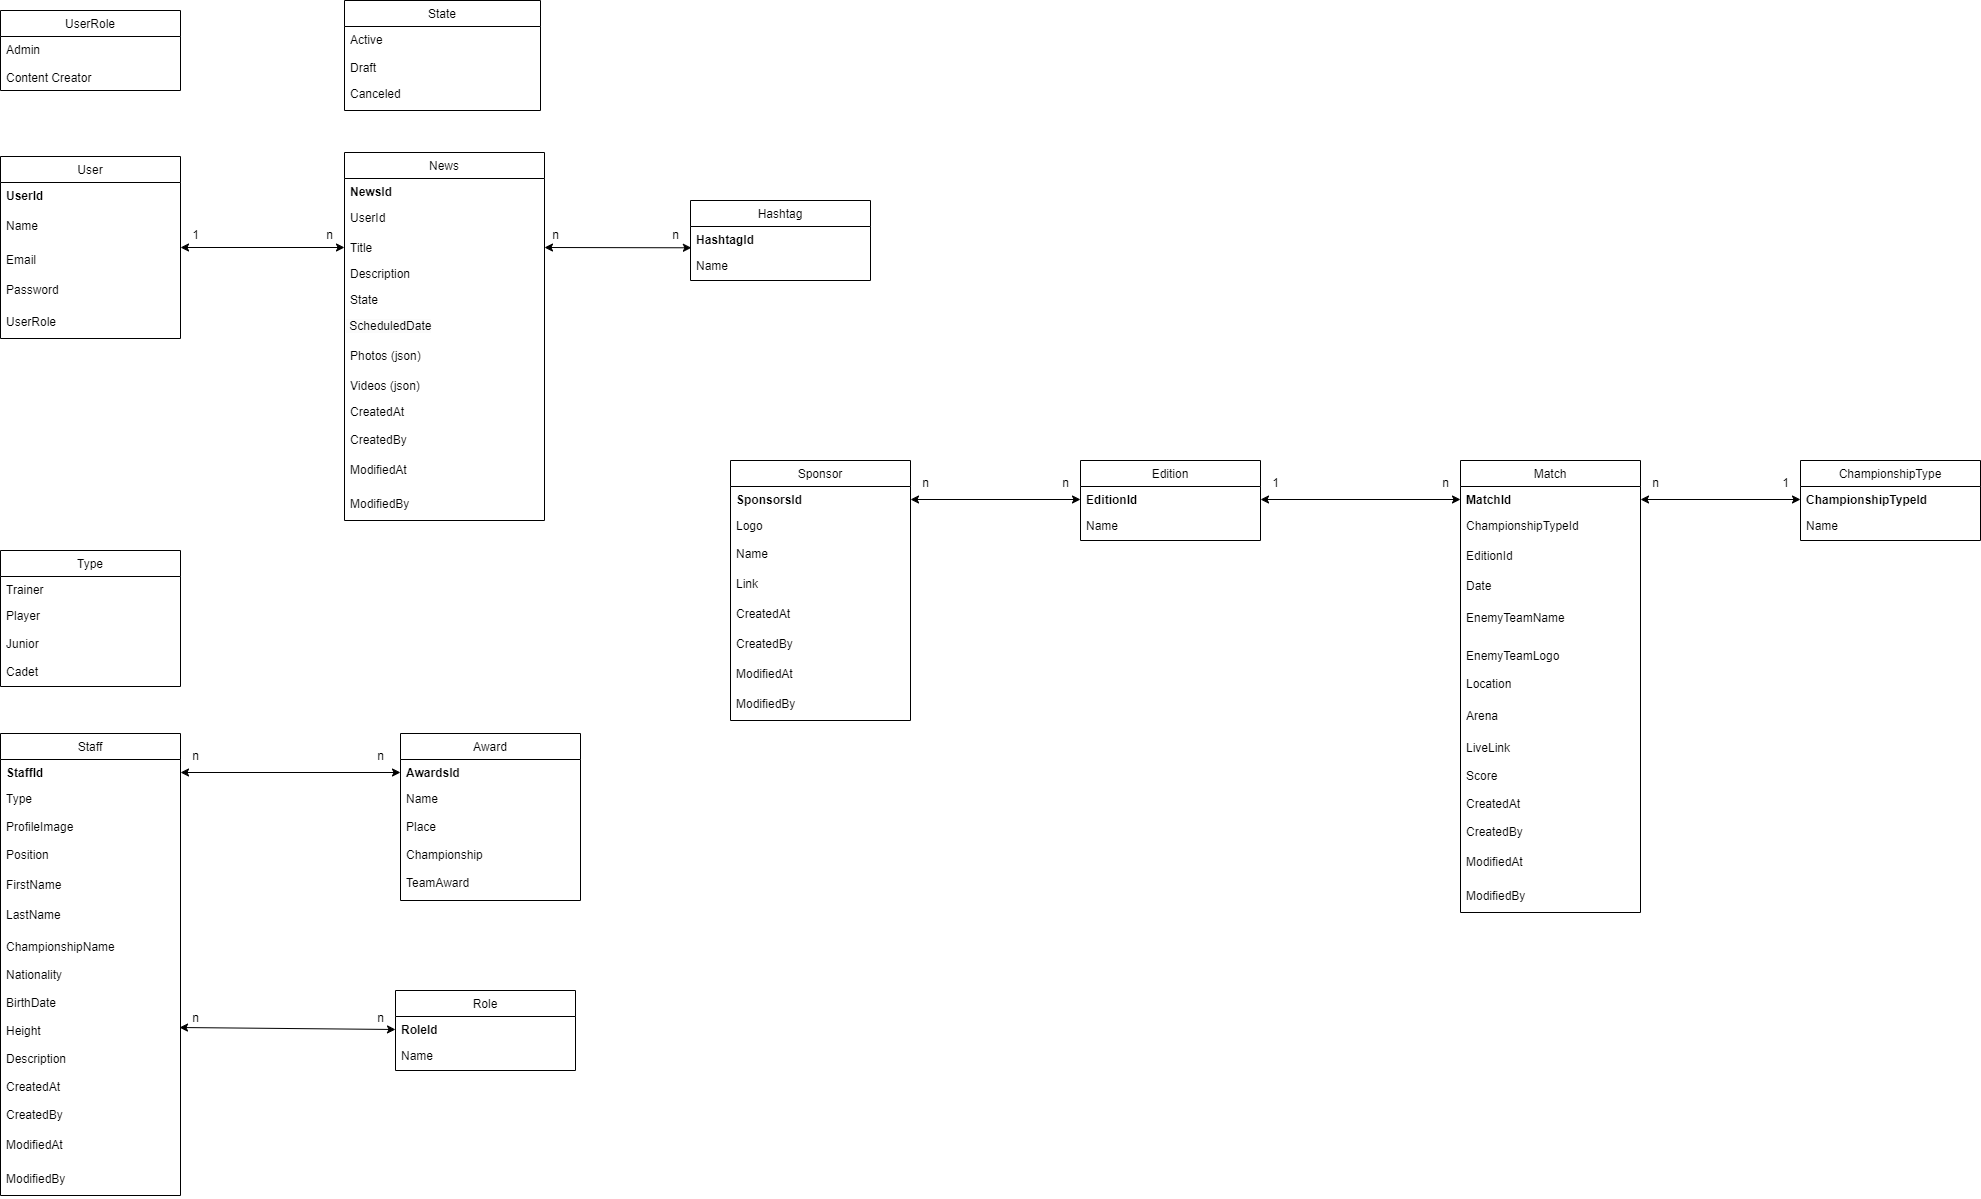 UserRole
Admin
Content Creator
State
Active
Draft
Canceled
User
UserId
Name
Email
Password
UserRole
1
n
News
NewsId
UserId
Title
Description
State
ScheduledDate
Photos (json)
Videos (json)
CreatedAt
CreatedBy
ModifiedAt
ModifiedBy
n
n
Hashtag
HashtagId
Name
Sponsor
SponsorsId
Logo
Name
Link
CreatedAt
CreatedBy
ModifiedAt
ModifiedBy
n
n
Edition
EditionId
Name
1
n
Match
MatchId
ChampionshipTypeId
EditionId
Date
EnemyTeamName
EnemyTeamLogo
Location
Arena
LiveLink
Score
CreatedAt
CreatedBy
ModifiedAt
ModifiedBy
n
1
ChampionshipType
ChampionshipTypeId
Name
Type
Trainer
Player
Junior
Cadet
Staff
StaffId
Type
ProfileImage
Position
FirstName
LastName
ChampionshipName
Nationality
BirthDate
Height
Description
CreatedAt
CreatedBy
ModifiedAt
ModifiedBy
n
n
Award
AwardsId
Name
Place
Championship
TeamAward
n
n
Role
RoleId
Name